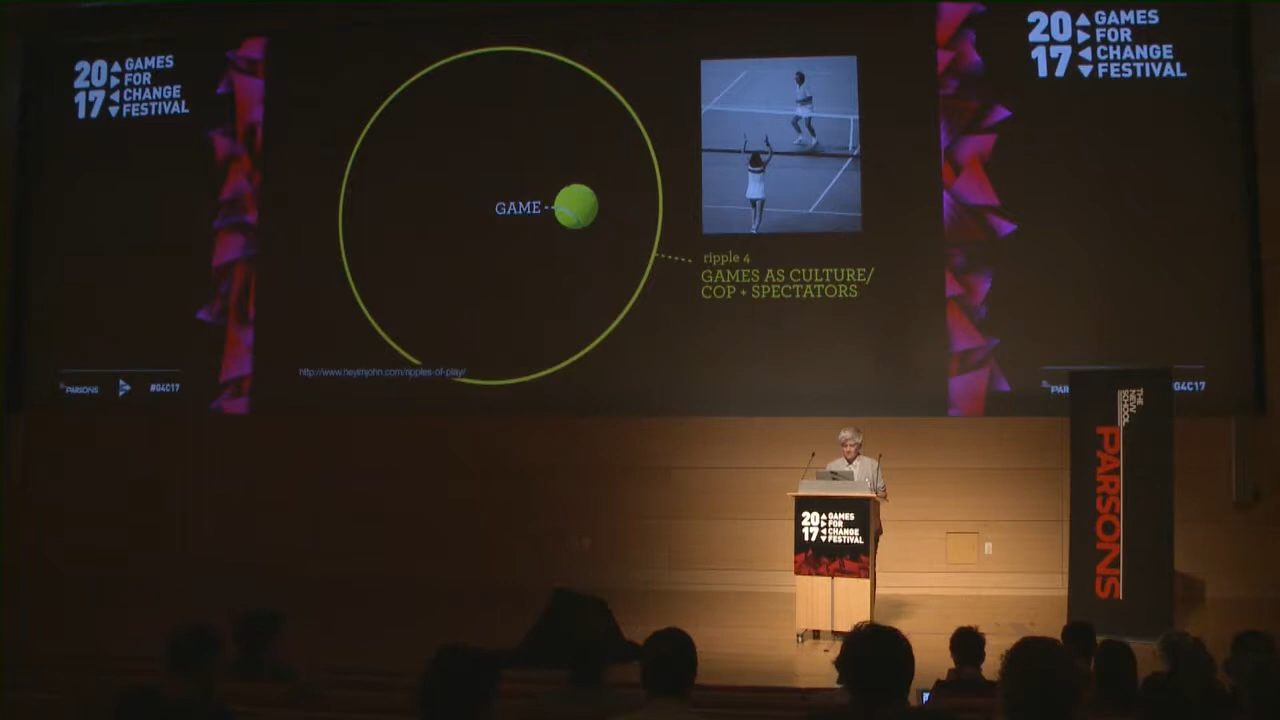 20 GAMES
FOR
17 CHANGE
FESTIVAL
GAME
ripple 4
GAMES AS CULTURE/
COP + SPECTATORS
http://www.heyimjohn.com/ripples-of-play/
PARSONS
#G4C17
20 GAMES
FOR
17 CHANGE
FESTIVAL
PAR
G4C17
THE
NEW
SCHOOL
PARSONS
20 GAMES
FOR
17 CHANGE
FESTIVAL